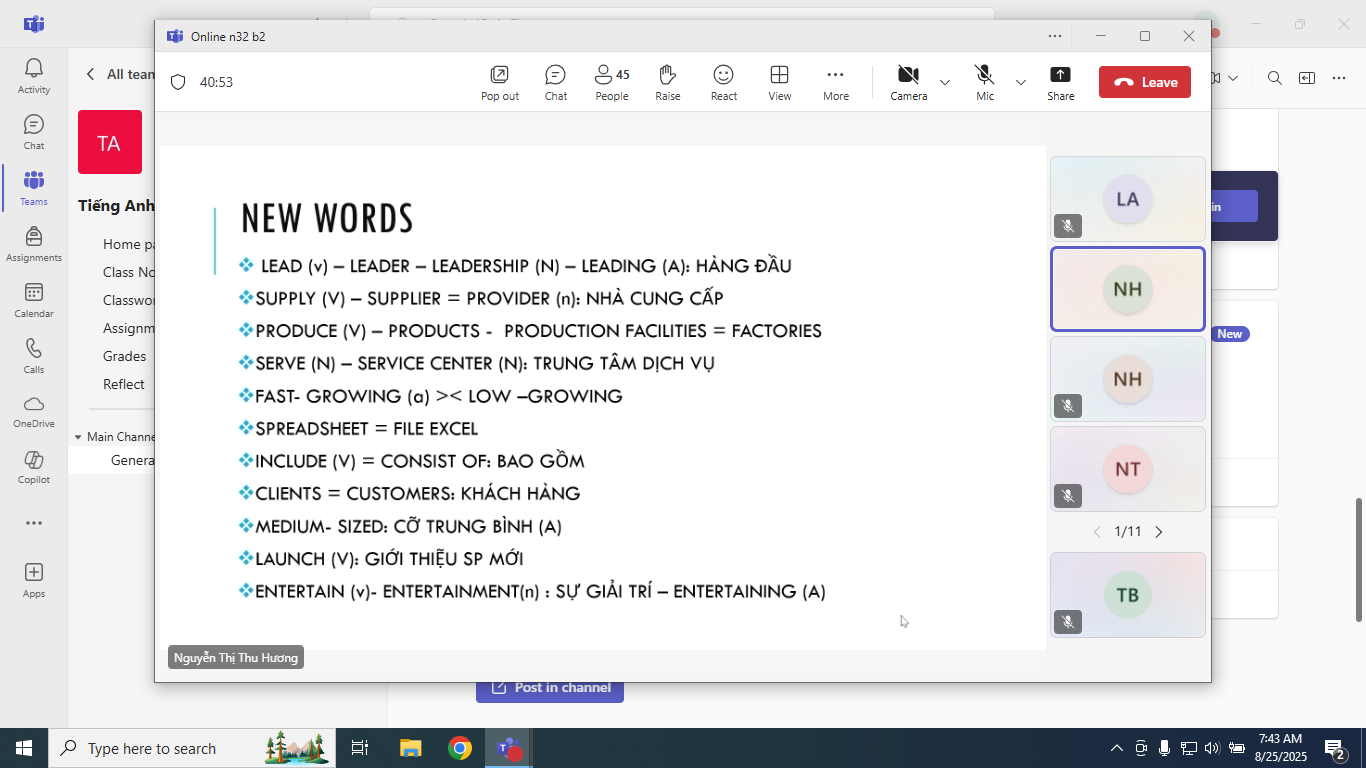 Online n32 b2
40:53
Pop out
Chat
45
People
Raise
React
View
More
Camera
Mic
Share
Leave
Activity
Chat
Teams
Assignments
Calendar
Calls
OneDrive
Copilot
Apps
All team
TA
Tiếng Anh
Home pa
Class No
Classwor
Assignm
Grades
Reflect
Main Channe
Genera
NEW WORDS
LEAD (v) – LEADER – LEADERSHIP (N) – LEADING (A): HÀNG ĐẦU
SUPPLY (V) – SUPPLIER = PROVIDER (n): NHÀ CUNG CẤP
PRODUCE (V) – PRODUCTS - PRODUCTION FACILITIES = FACTORIES
SERVE (N) – SERVICE CENTER (N): TRUNG TÂM DỊCH VỤ
FAST- GROWING (a) >< LOW –GROWING
SPREADSHEET = FILE EXCEL
INCLUDE (V) = CONSIST OF: BAO GỒM
CLIENTS = CUSTOMERS: KHÁCH HÀNG
MEDIUM- SIZED: CỠ TRUNG BÌNH (A)
LAUNCH (V): GIỚI THIỆU SP MỚI
ENTERTAIN (v)- ENTERTAINMENT(n) : SỰ GIẢI TRÍ – ENTERTAINING (A)
Nguyễn Thị Thu Hương
LA
NH
NH
NT
1/11
TB
in
New
Post in channel
Type here to search
7:43 AM
8/25/2025
2